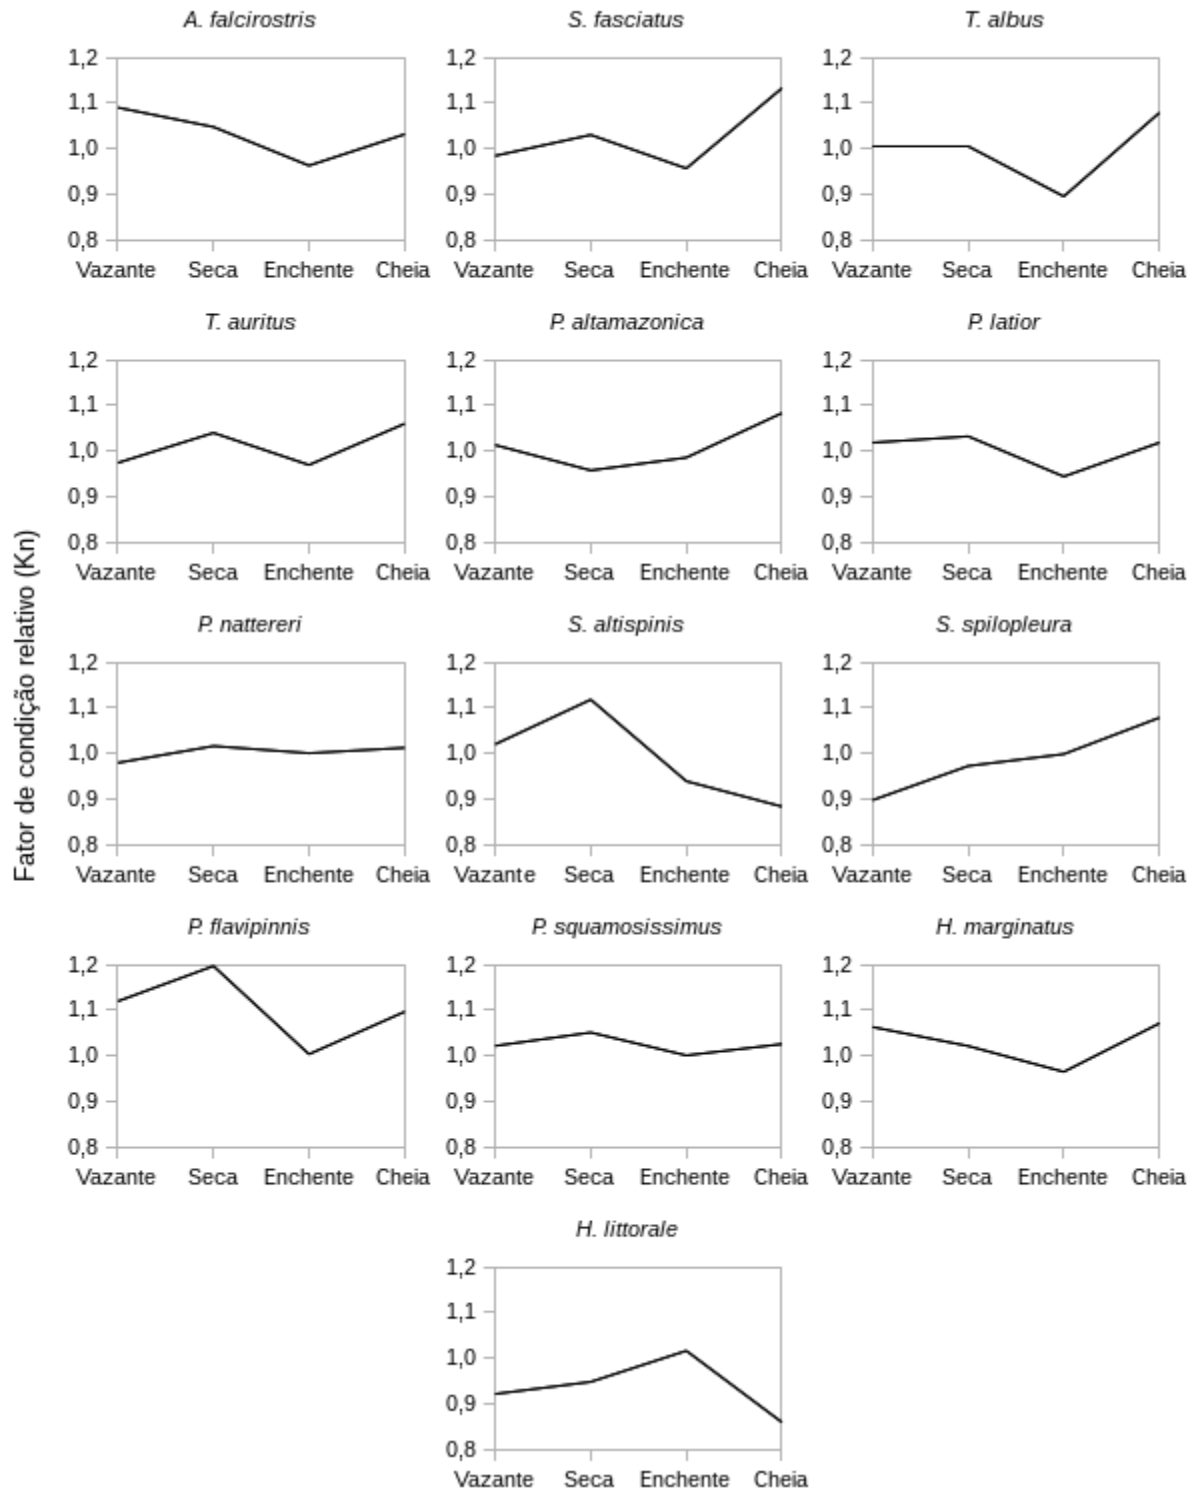 A. falcirostris S. fasciatus T. albus
1,2 1,2 1,2
1,1 1,1 1,1
1,0 1,0 1,0
0,9 0,9 0,9
0,8 0,8 0,8
Vazante Seca Enchente Cheia Vazante Seca Enchente Cheia Vazante Seca Enchente Cheia
T. auritus P. altamazonica P. latior
1,2 1,2 1,2
1,1 1,1 1,1
1,0 1,0 1,0
0,9 0,9 0,9
0,8 0,8 0,8
Vazante Seca Enchente Cheia Vazante Seca Enchente Cheia Vazante Seca Enchente Cheia
Fator de condição relativo (Kn)
P. nattereri S. altispinis S. spilopleura
1,2 1,2 1,2
1,1 1,1 1,1
1,0 1,0 1,0
0,9 0,9 0,9
0,8 0,8 0,8
Vazante Seca Enchente Cheia Vazante Seca Enchente Cheia Vazante Seca Enchente Cheia
P. flavipinnis P. squamosissimus H. marginatus
1,2 1,2 1,2
1,1 1,1 1,1
1,0 1,0 1,0
0,9 0,9 0,9
0,8 0,8 0,8
Vazante Seca Enchente Cheia Vazante Seca Enchente Cheia Vazante Seca Enchente Cheia
H. littorale
1,2
1,1
1,0
0,9
0,8
Vazante Seca Enchente Cheia